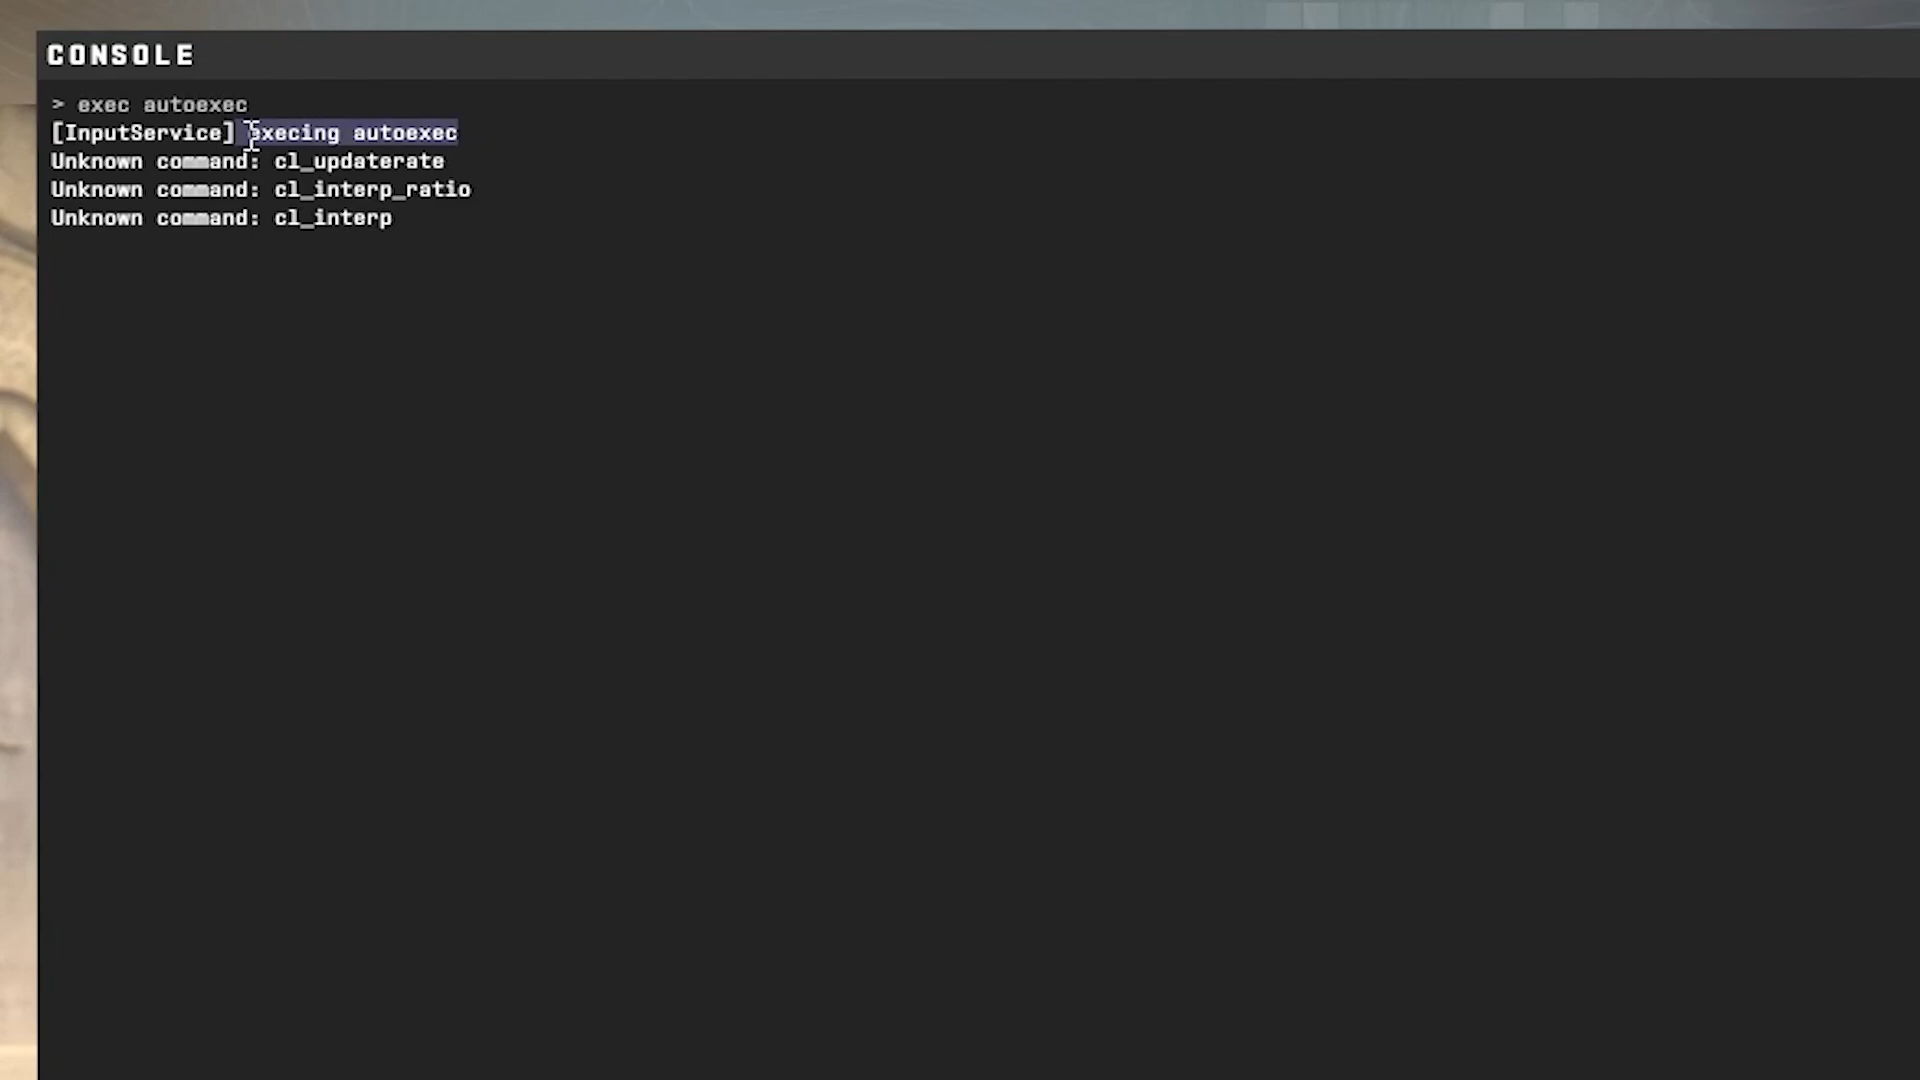 CONSOLE
> exec autoexec
[InputService] execing autoexec
Unknown command: cl_updaterate
Unknown command: cl_interp_ratio
Unknown command: cl_interp